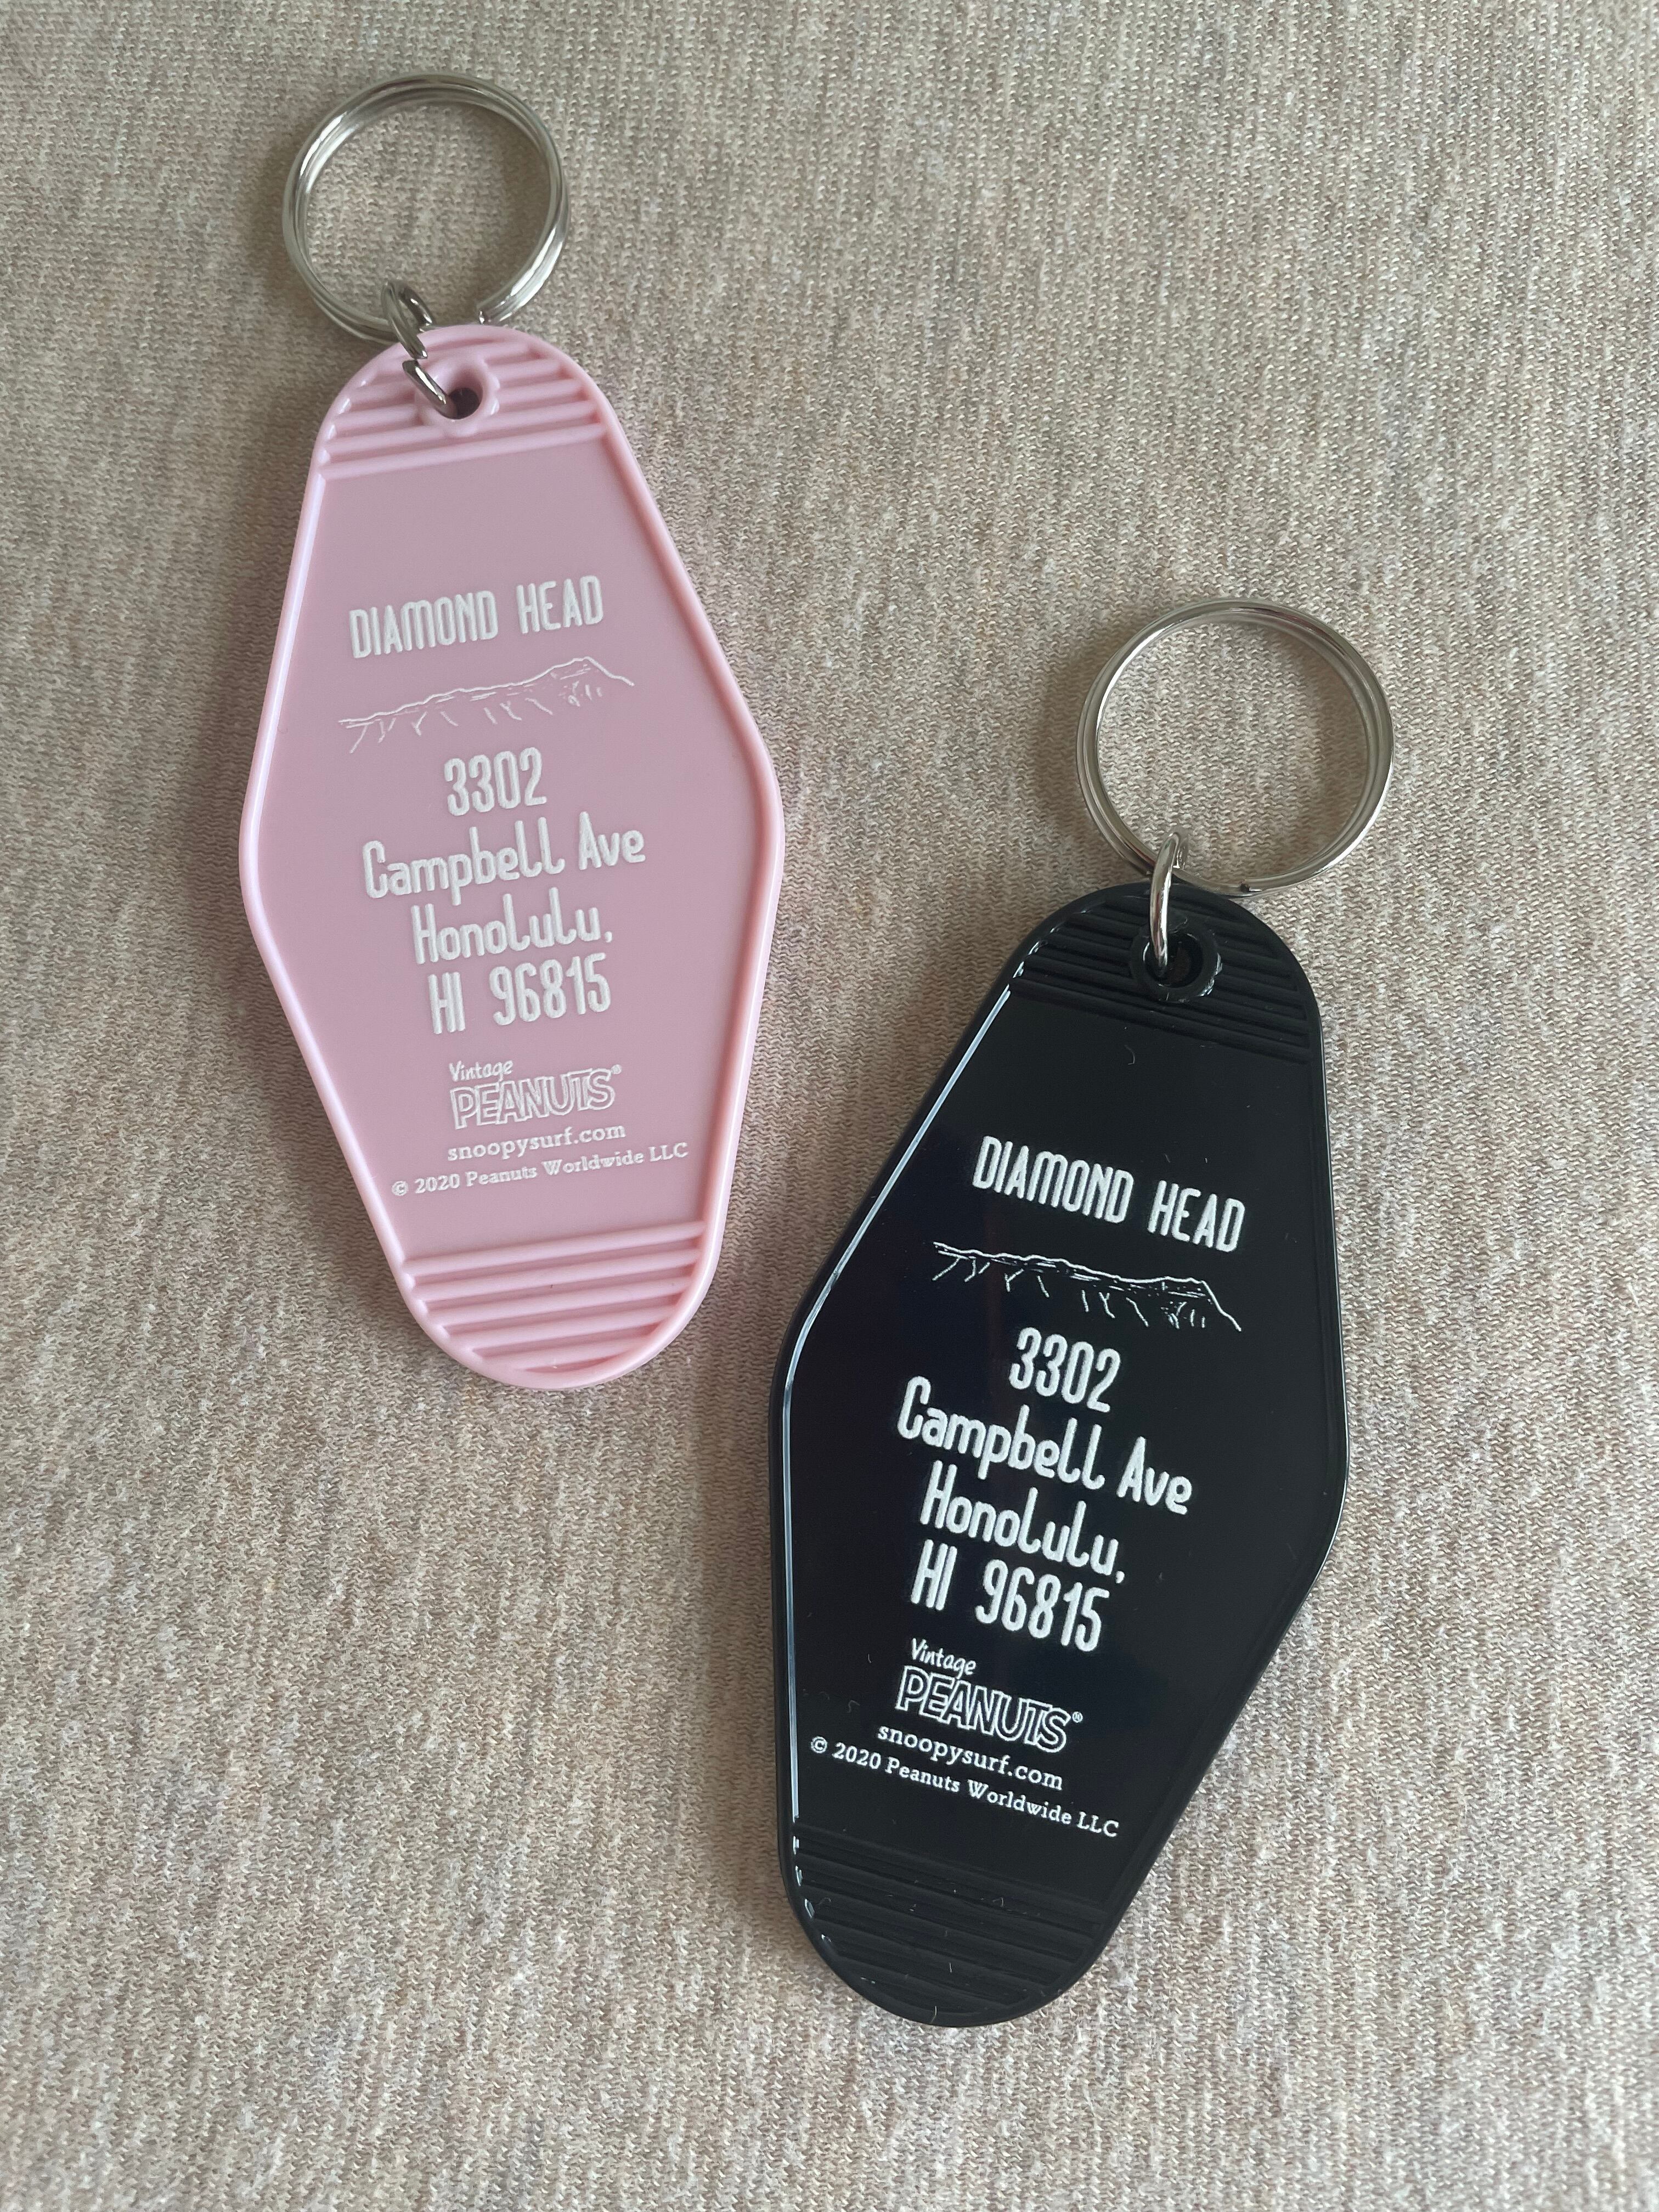 DIAMOND HEAD
3302
Campbell Ave
Honolulu,
HI 96815
Vintage
PEANUTS®
snoopysurf.com
© 2020 Peanuts Worldwide LLC
DIAMOND HEAD
3302
Campbell Ave
Honolulu,
HI 96815
Vintage
PEANUTS®
snoopysurf.com
© 2020 Peanuts Worldwide LLC